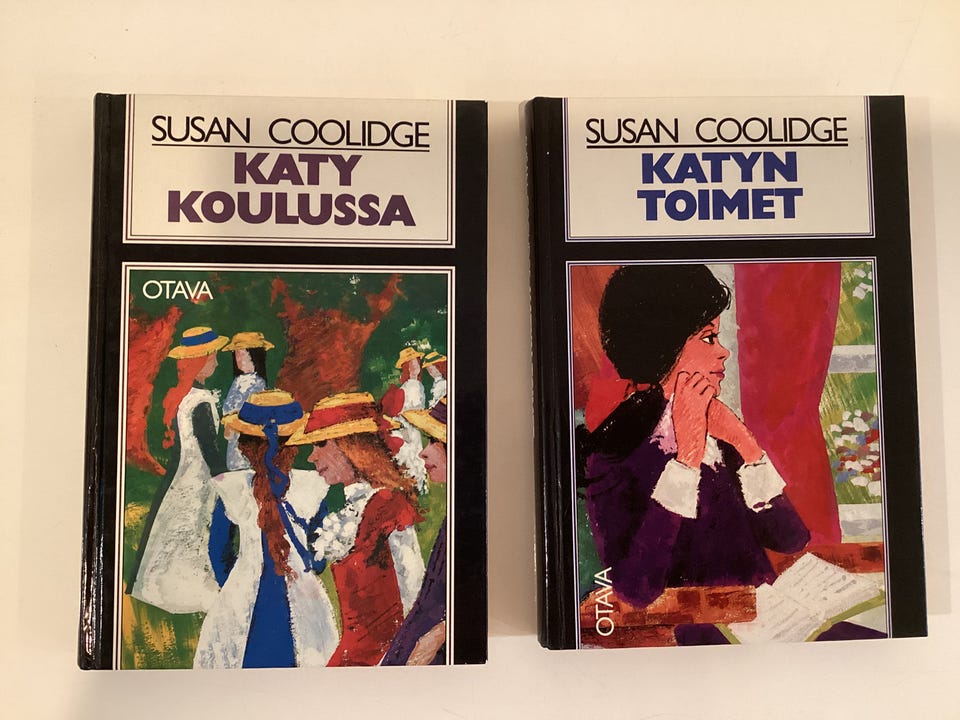 SUSAN COOLIDGE
KATY
KOULUSSA
OTAVA
SUSAN COOLIDGE
KATYN
TOIMET
OTAVA